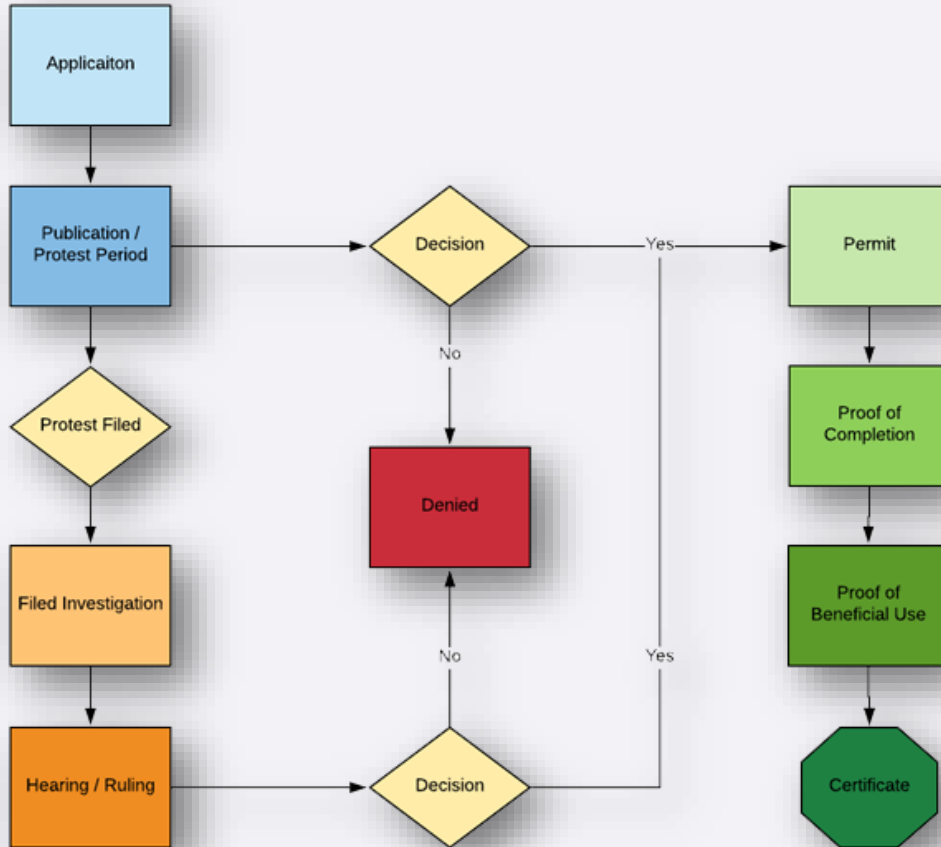 Applicaiton
Publication /
Protest Period
Decision
Yes
Permit
No
Protest Filed
Proof of
Completion
Denied
Filed Investigation
Proof of
Beneficial Use
No
Yes
Hearing / Ruling
Decision
Certificate